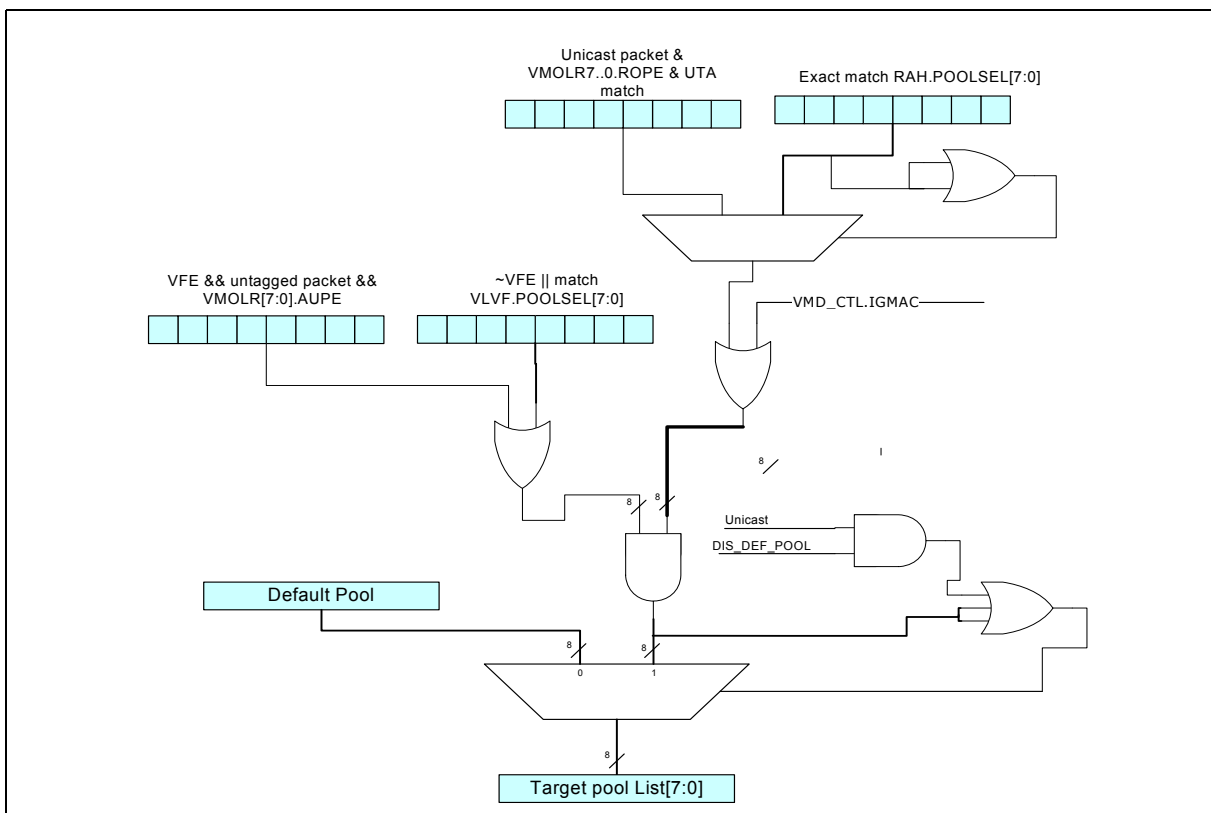 Unicast packet &
VMOLR7..0.ROPE & UTA
match
Exact match RAH.POOLSEL[7:0]
VFE && untagged packet &&
VMOLR[7:0].AUPE
~VFE || match
VLVF.POOLSEL[7:0]
VMD_CTL.IGMAC
8
8
8
Unicast
DIS_DEF_POOL
Default Pool
8
8
0
1
8
Target pool List[7:0]